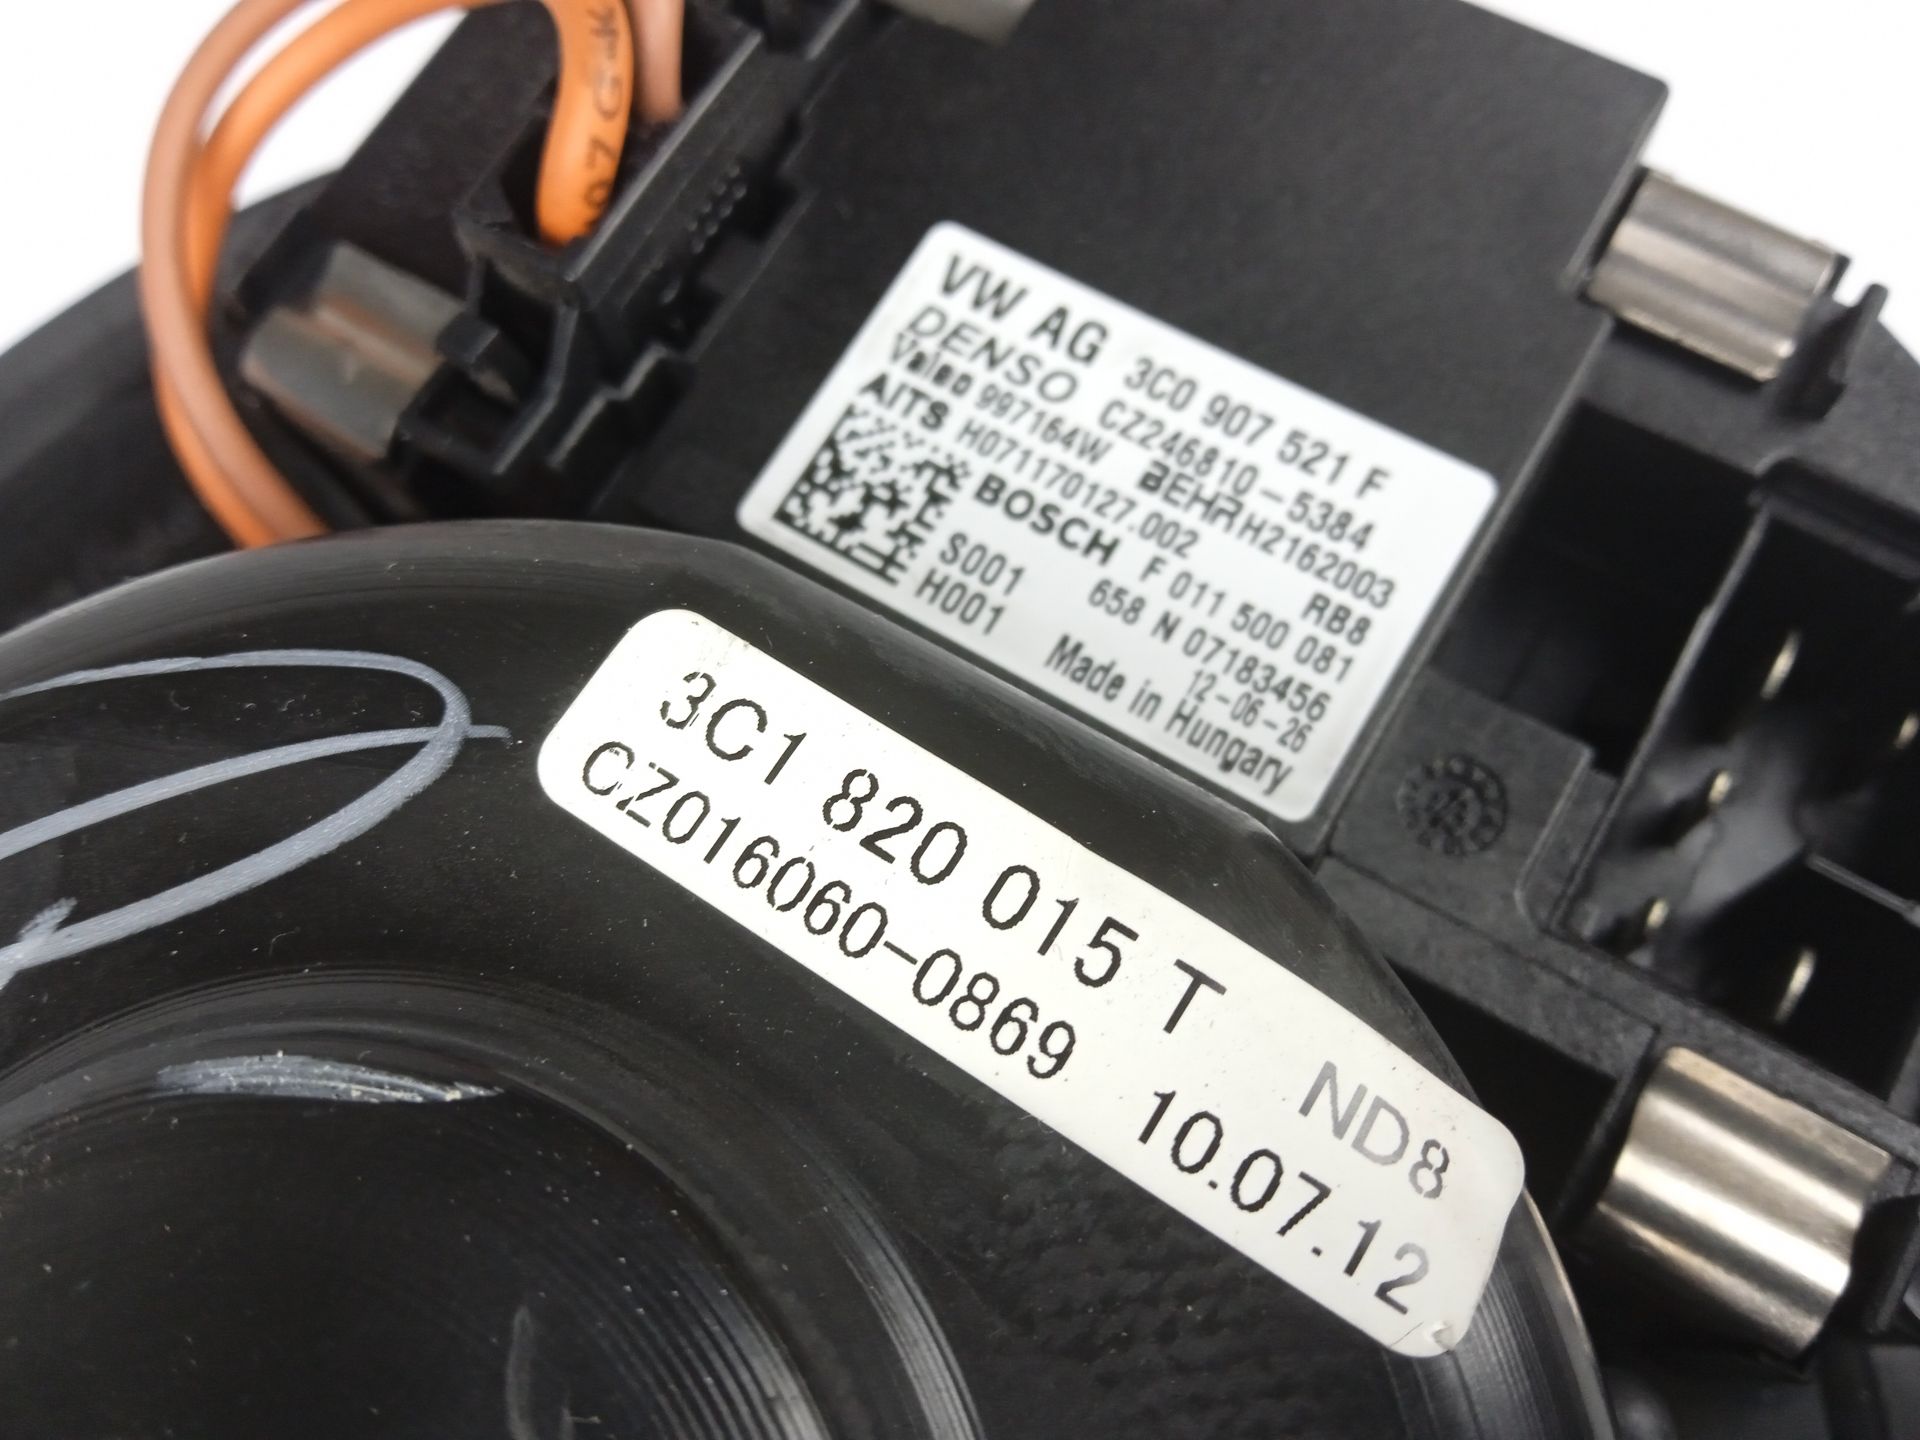 VW AG 3C0 907 521 F
DENSO CZ246810-5384
Valeo 997164W BEHR H2162003
AITS H071170127.002 RB8
BOSCH F 011 500 081
S001 658 N 07183456
H001 12-06-26
Made in Hungary
3C1 820 015 T ND8
CZ016060-0869 10.07.12